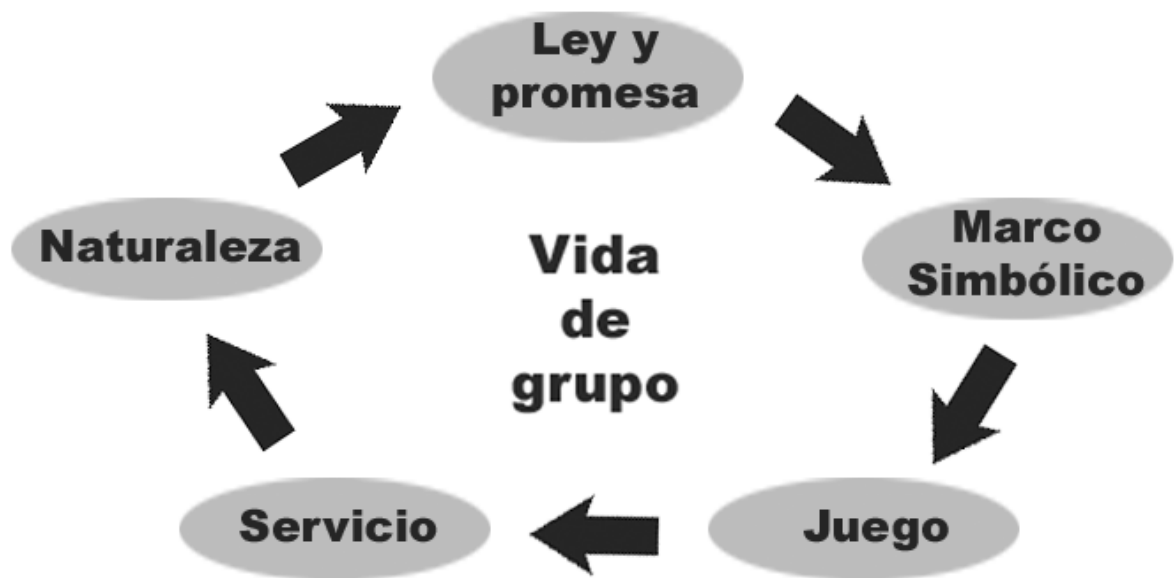 Ley y
promesa
Marco
Simbólico
Juego
Servicio
Naturaleza
Vida
de
grupo